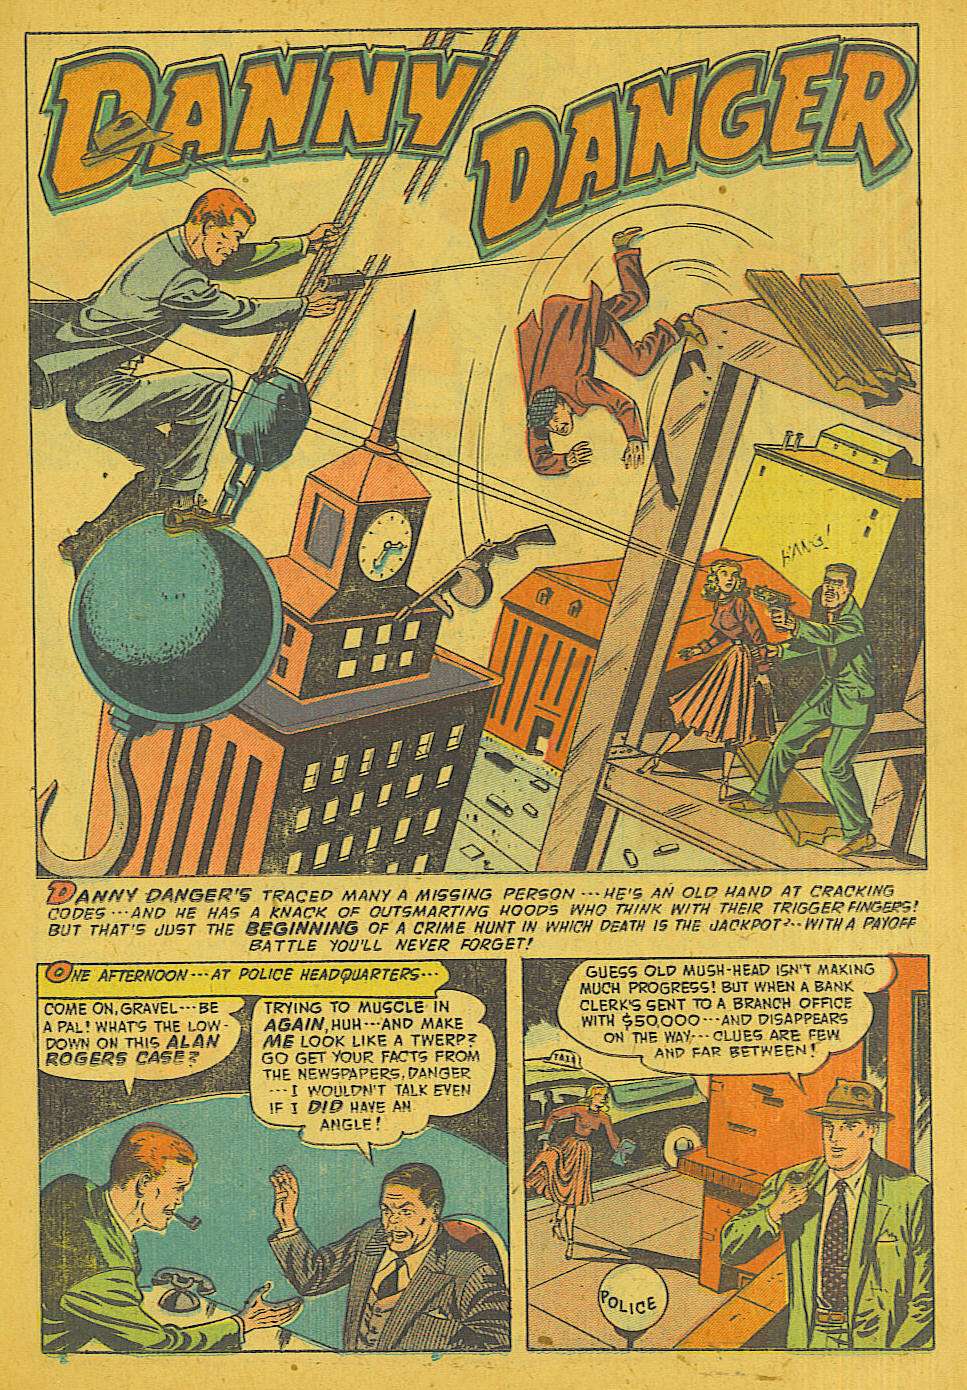 DANNY DANGER
BANG!
DANNY DANGER'S TRACED MANY A MISSING PERSON---HE'S AN OLD HAND AT CRACKING
CODES---AND HE HAS A KNACK OF OUTSMARTING HOODS WHO THINK WITH THEIR TRIGGER FINGERS!
BUT THAT'S JUST THE BEGINNING OF A CRIME HUNT IN WHICH DEATH IS THE JACKPOT?--WITH A PAYOFF
BATTLE YOU'LL NEVER FORGET!
ONE AFTERNOON---AT POLICE HEADQUARTERS---
COME ON, GRAVEL---BE
A PAL! WHAT'S THE LOW-
DOWN ON THIS ALAN
ROGERS CASE?
TRYING TO MUSCLE IN
AGAIN, HUH---AND MAKE
ME LOOK LIKE A TWERP?
GO GET YOUR FACTS FROM
THE NEWSPAPERS, DANGER
---I WOULDN'T TALK EVEN
IF I DID HAVE AN
ANGLE!
GUESS OLD MUSH-HEAD ISN'T MAKING
MUCH PROGRESS! BUT WHEN A BANK
CLERK'S SENT TO A BRANCH OFFICE
WITH $50,000---AND DISAPPEARS
ON THE WAY---CLUES ARE FEW
AND FAR BETWEEN!
TAXI
POLICE